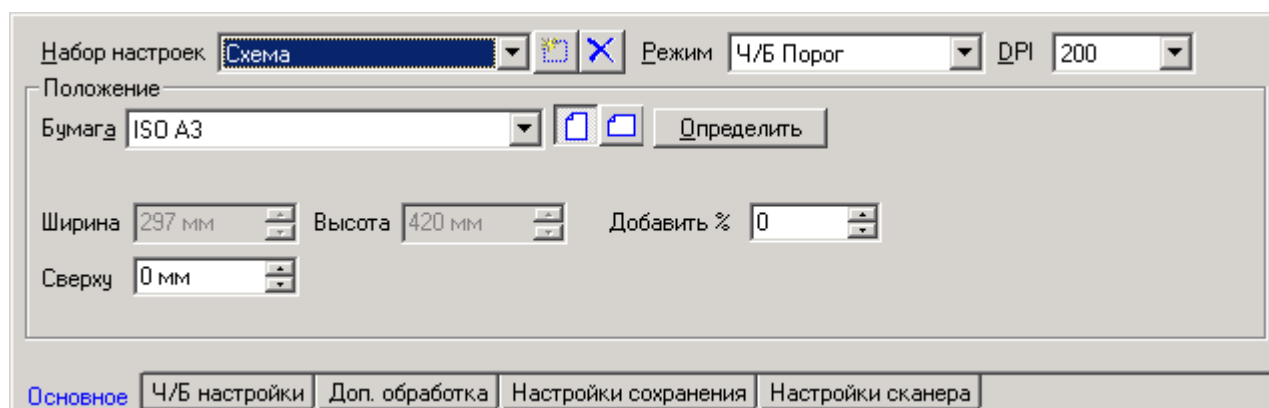 Набор настроек Схема Режим Ч/Б Порог DPI 200
Положение
Бумага ISO A3 Определить
Ширина 297 мм Высота 420 мм Добавить % 0
Сверху 0 мм
Основное Ч/Б настройки Доп. обработка Настройки сохранения Настройки сканера